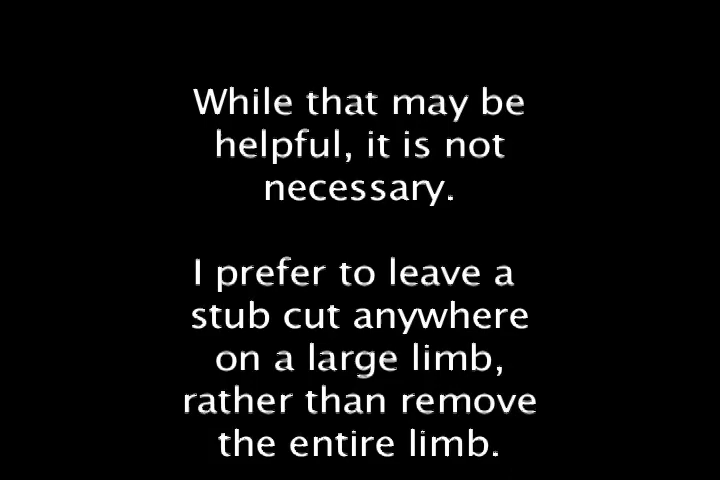 While that may be
helpful, it is not
necessary.
I prefer to leave a
stub cut anywhere
on a large limb,
rather than remove
the entire limb.